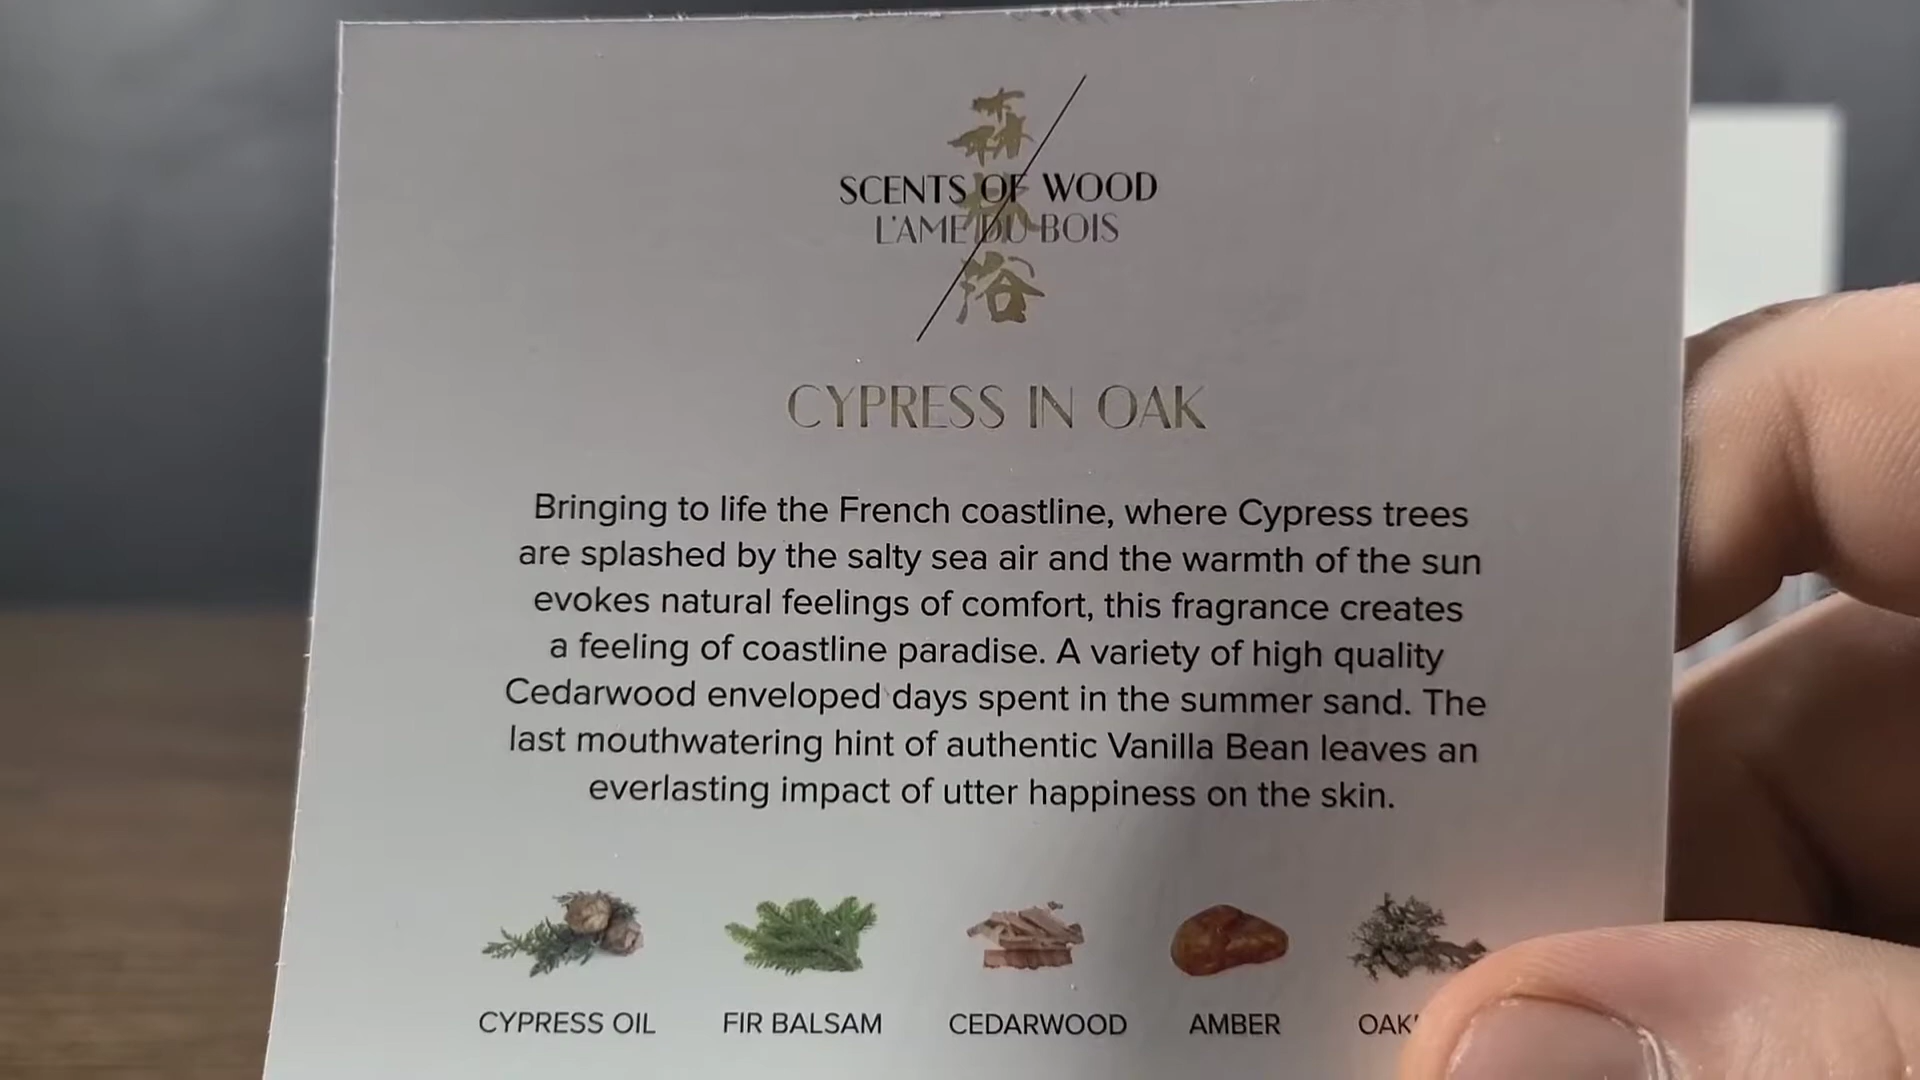 森
林
浴
SCENTS OF WOOD
L'AME DU BOIS
CYPRESS IN OAK
Bringing to life the French coastline, where Cypress trees
are splashed by the salty sea air and the warmth of the sun
evokes natural feelings of comfort, this fragrance creates
a feeling of coastline paradise. A variety of high quality
Cedarwood enveloped days spent in the summer sand. The
last mouthwatering hint of authentic Vanilla Bean leaves an
everlasting impact of utter happiness on the skin.
CYPRESS OIL
FIR BALSAM
CEDARWOOD
AMBER